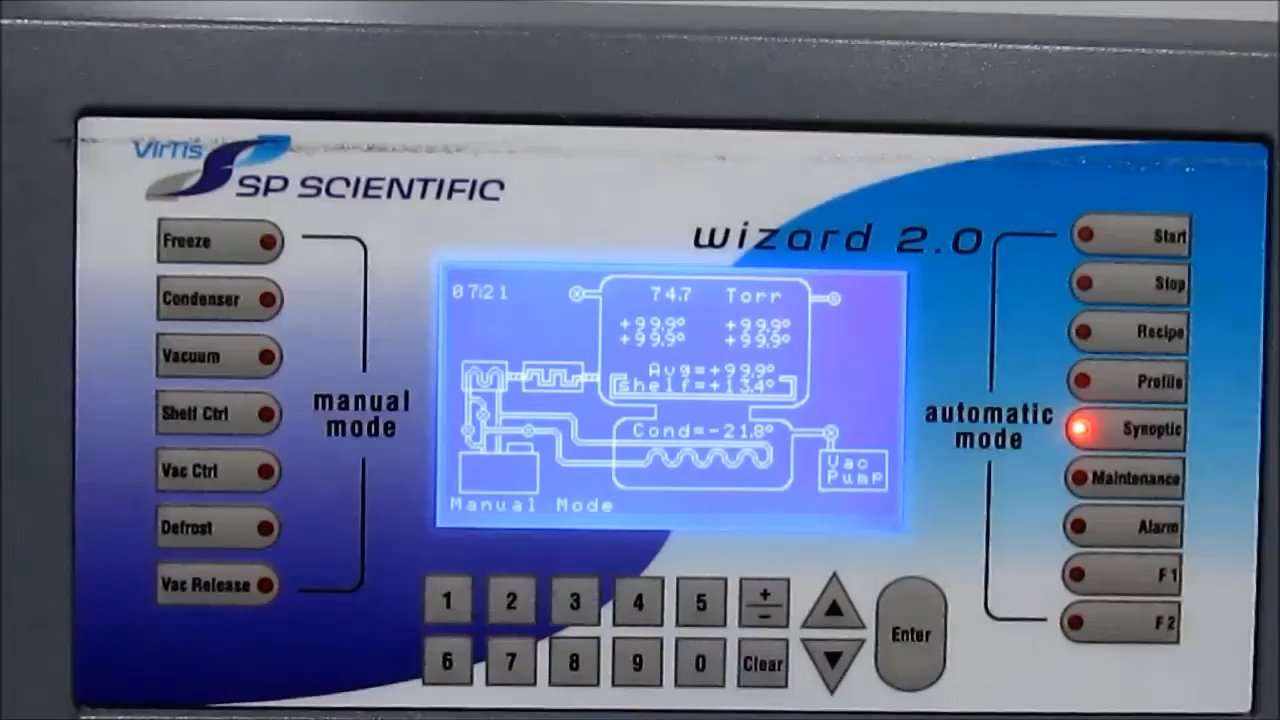 VirTis
SP SCIENTIFIC
wizard 2.0
Freeze
Condenser
Vacuum
Shelf Ctrl
Vac Ctrl
Defrost
Vac Release
manual
mode
07:21
74.7 Torr
+99.9° +99.9°
+99.9° +99.9°
Avg=+99.9°
shelf=+13.4°
Cond=-21.8°
Vac
Pump
Manual Mode
automatic
mode
Start
Stop
Recipe
Profile
Synoptic
Maintenance
Alarm
F1
F2
1 2 3 4 5 + −
6 7 8 9 0 Clear
Enter